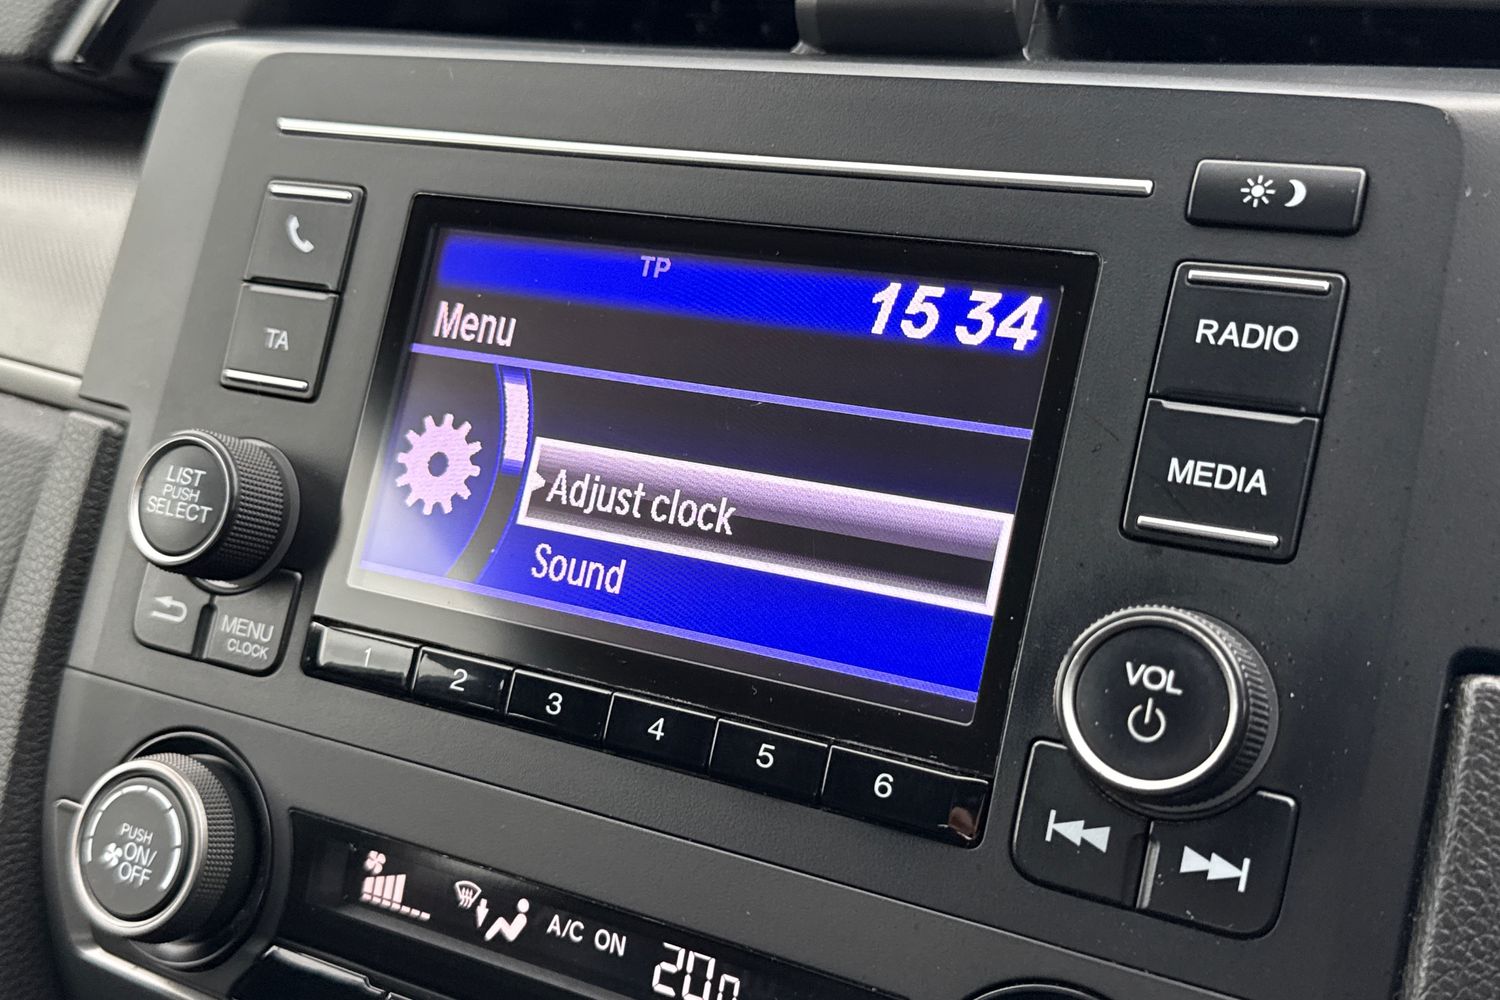 TP
15 34
Menu
Adjust clock
Sound
TA
LIST
PUSH
SELECT
MENU
CLOCK
1 2 3 4 5 6
RADIO
MEDIA
VOL
PUSH
ON/
OFF
A/C ON
20.0